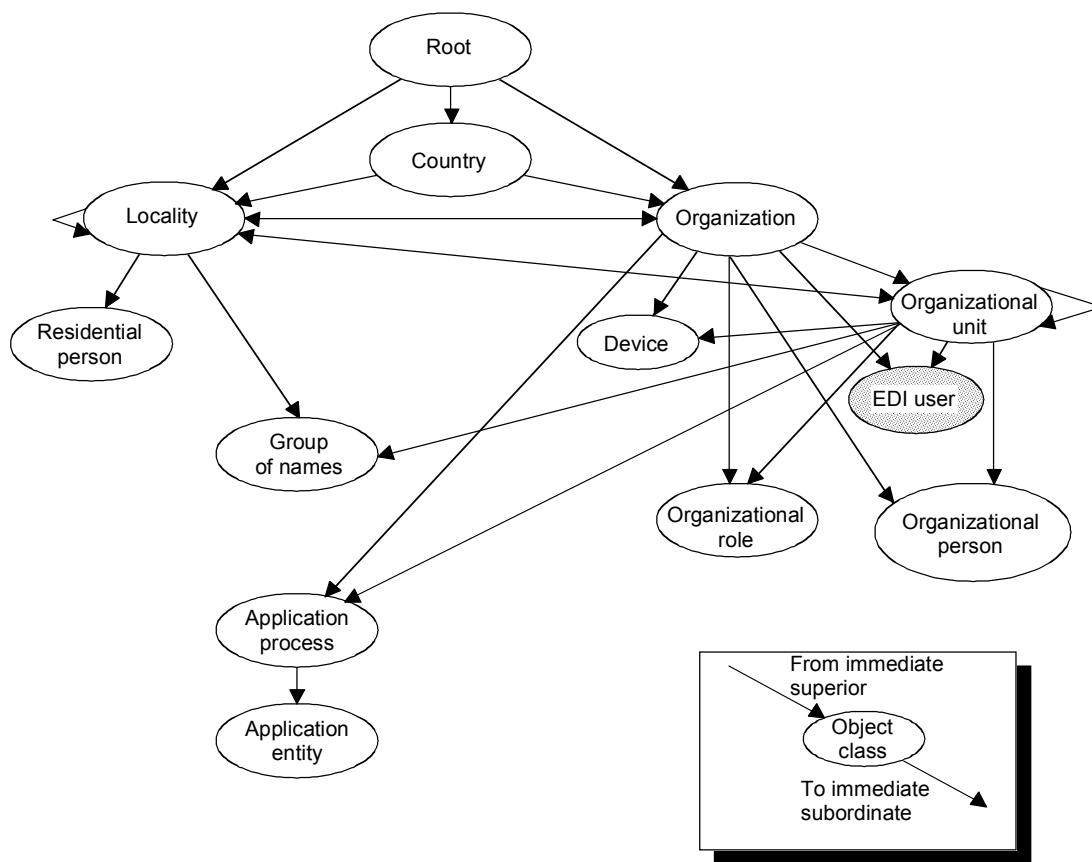 Root
Country
Locality
Organization
Organizational
unit
Residential
person
Device
EDI user
Group
of names
Organizational
role
Organizational
person
Application
process
Application
entity
From immediate
superior
Object
class
To immediate
subordinate